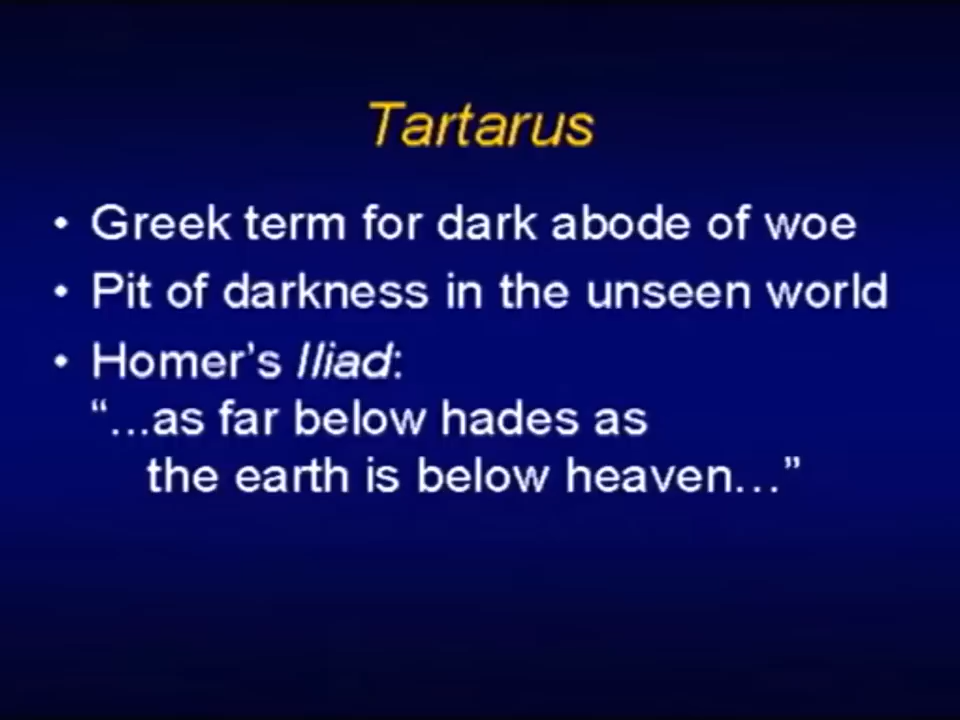 Tartarus
• Greek term for dark abode of woe
• Pit of darkness in the unseen world
• Homer’s Iliad:
“...as far below hades as
the earth is below heaven…”